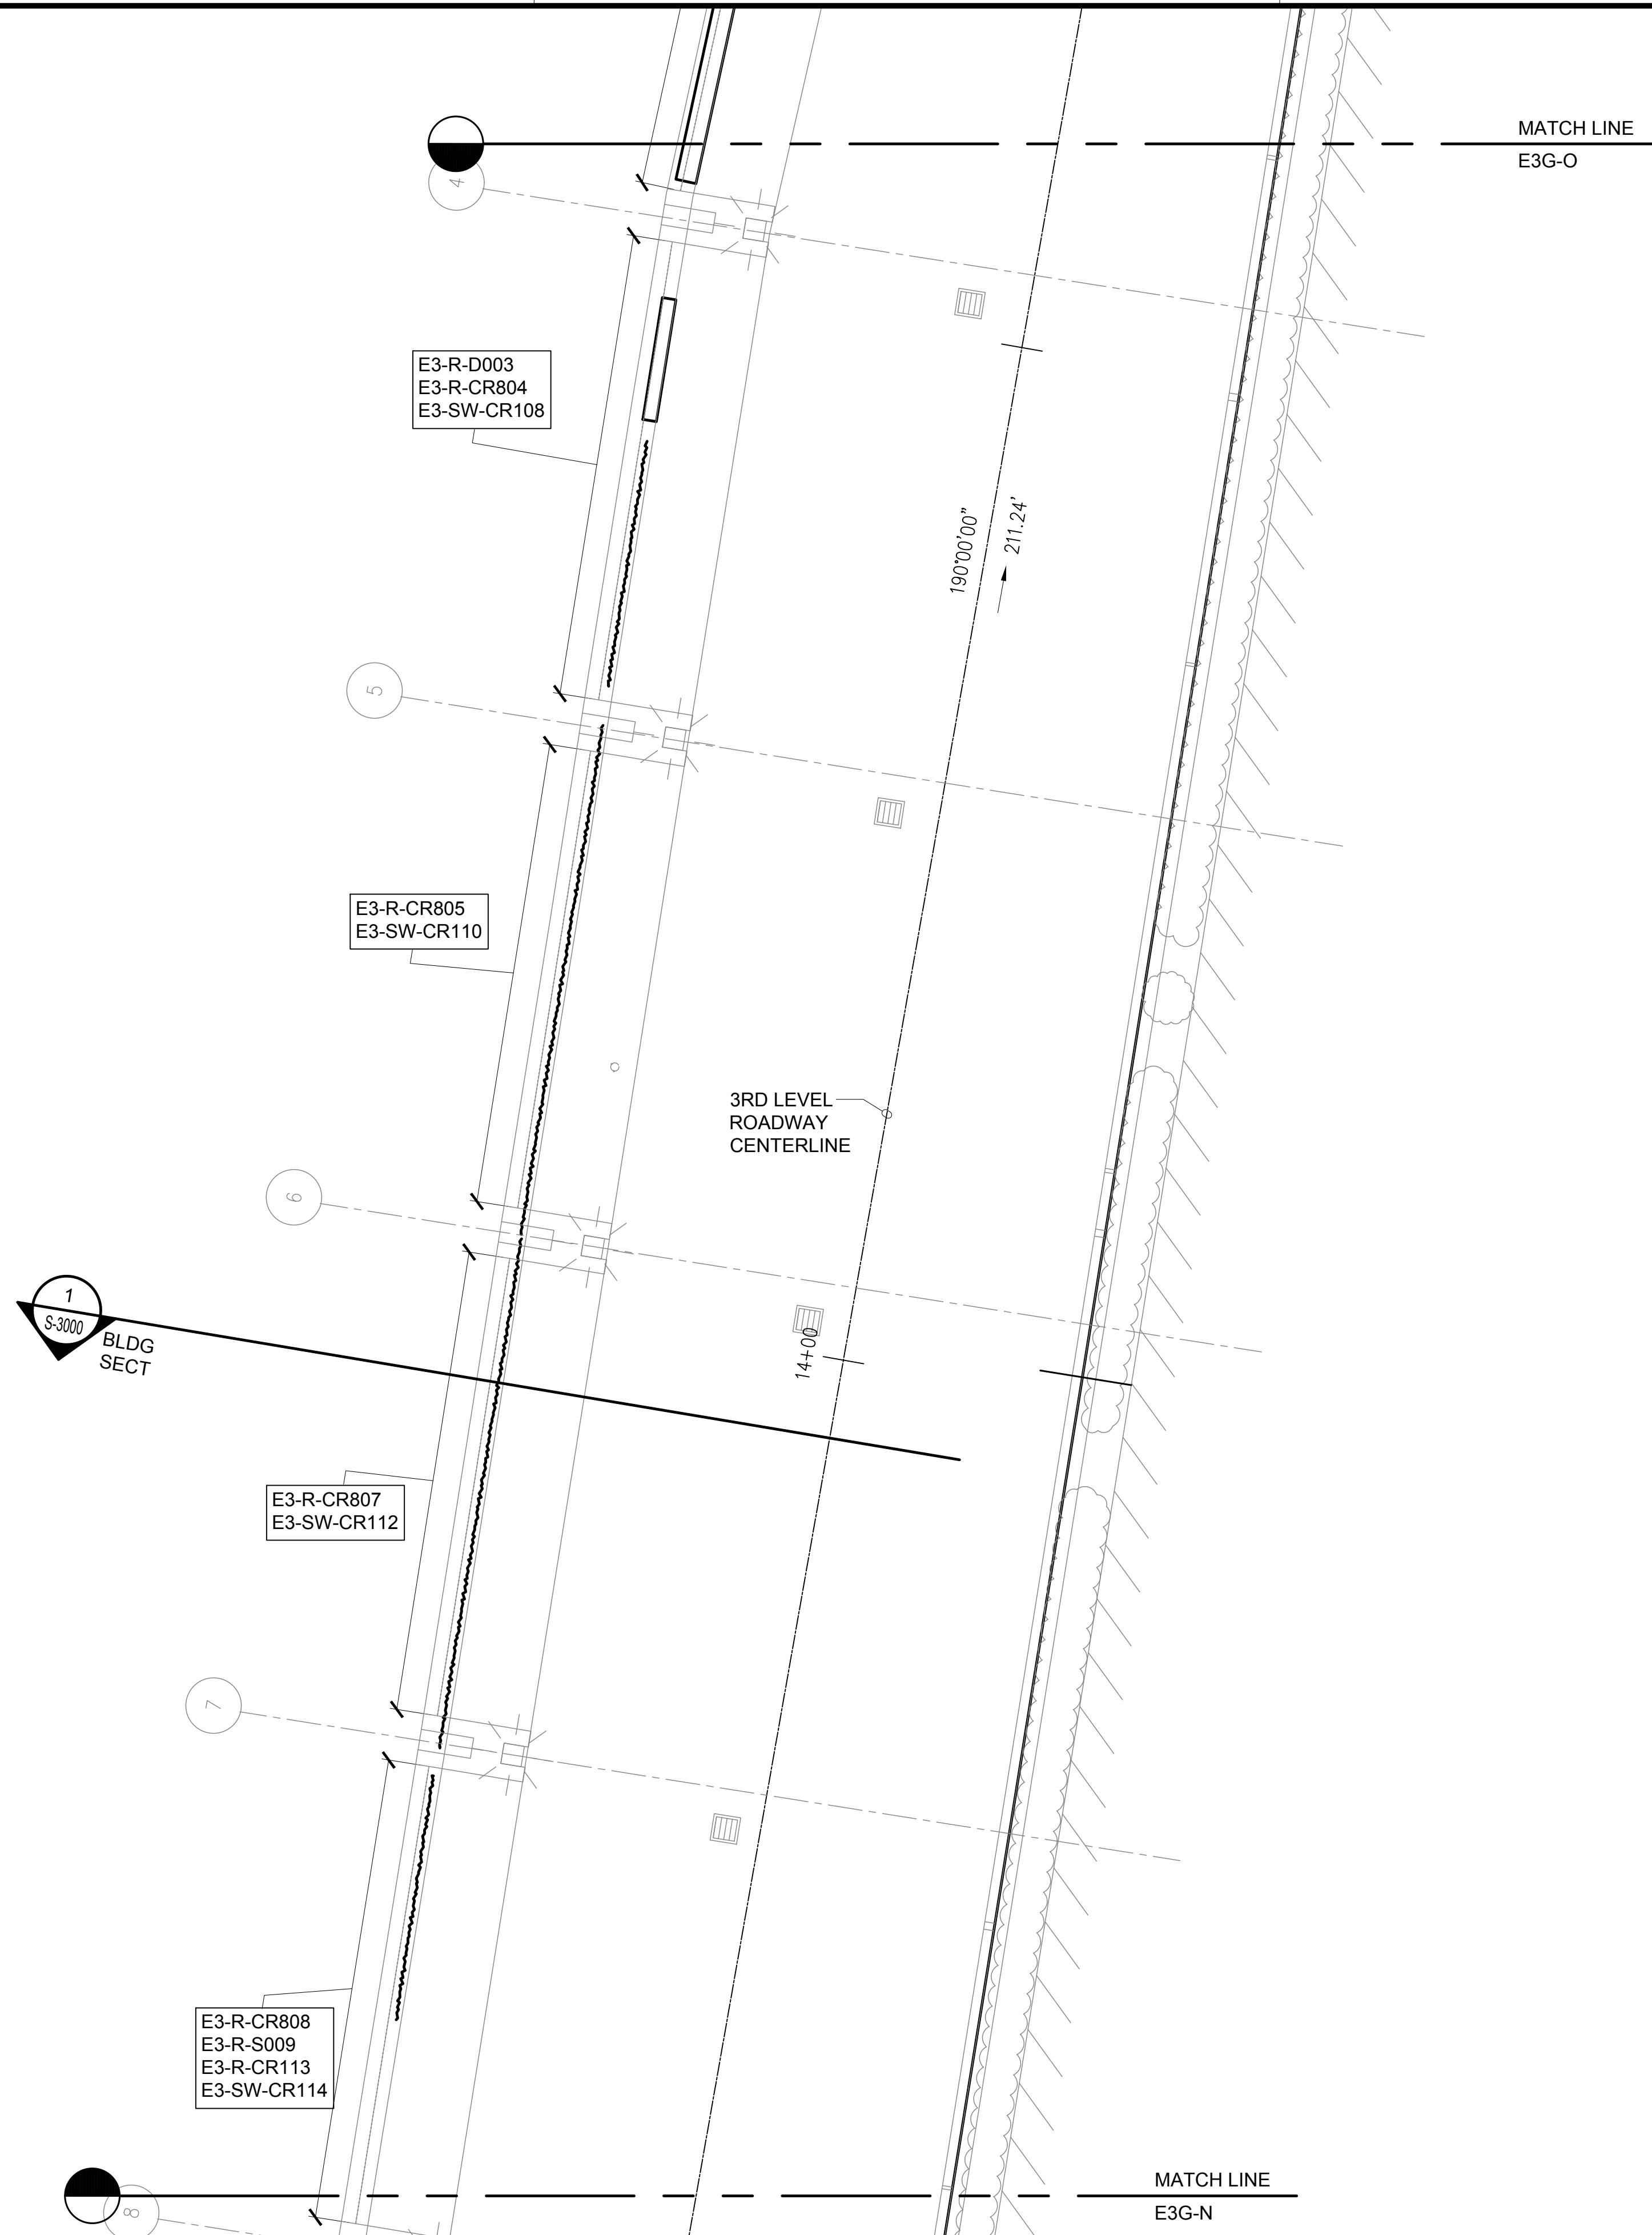 MATCH LINE
E3G-O
4
E3-R-D003
E3-R-CR804
E3-SW-CR108
190°00'00"
211.24'
5
E3-R-CR805
E3-SW-CR110
3RD LEVEL
ROADWAY
CENTERLINE
6
1
S-3000
BLDG
SECT
14+00
E3-R-CR807
E3-SW-CR112
7
E3-R-CR808
E3-R-S009
E3-R-CR113
E3-SW-CR114
MATCH LINE
E3G-N
8